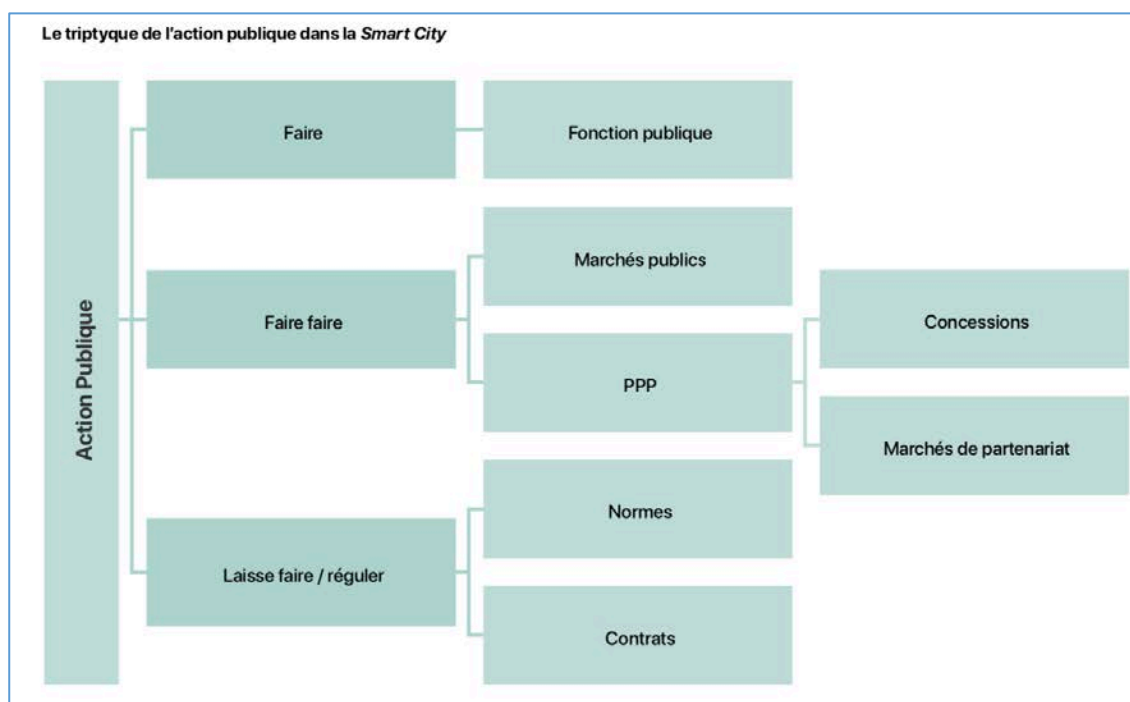 Le triptyque de l’action publique dans la Smart City
Action Publique
Faire
Fonction publique
Faire faire
Marchés publics
PPP
Concessions
Marchés de partenariat
Laisse faire / réguler
Normes
Contrats